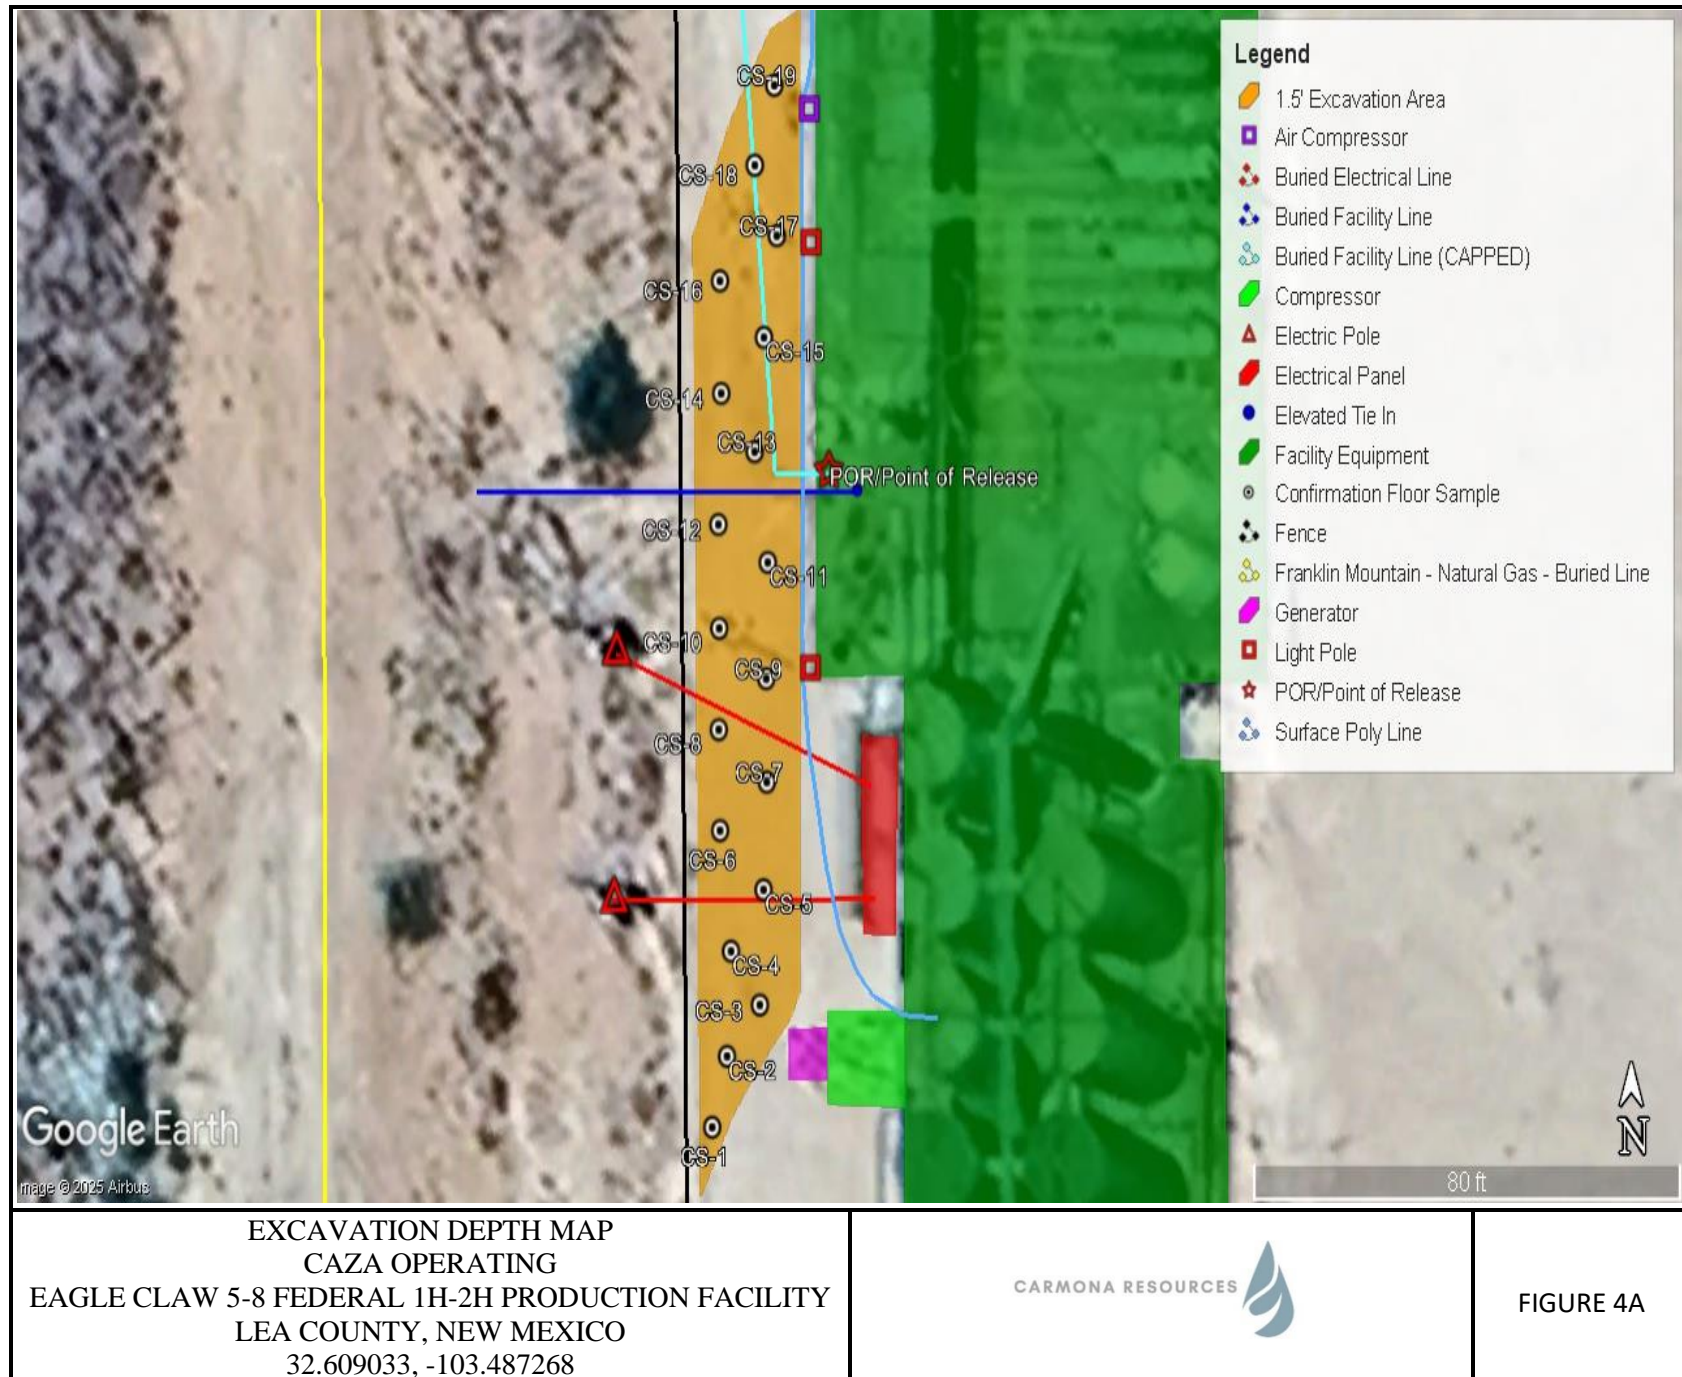 CS-19
CS-18
CS-17
CS-16
CS-15
CS-14
CS-13
POR/Point of Release
CS-12
CS-11
CS-10
CS-9
CS-8
CS-7
CS-6
CS-5
CS-4
CS-3
CS-2
CS-1
Legend
1.5' Excavation Area
Air Compressor
Buried Electrical Line
Buried Facility Line
Buried Facility Line (CAPPED)
Compressor
Electric Pole
Electrical Panel
Elevated Tie In
Facility Equipment
Confirmation Floor Sample
Fence
Franklin Mountain - Natural Gas - Buried Line
Generator
Light Pole
POR/Point of Release
Surface Poly Line
Google Earth
mage © 2025 Airbus
N
80 ft
EXCAVATION DEPTH MAP
CAZA OPERATING
EAGLE CLAW 5-8 FEDERAL 1H-2H PRODUCTION FACILITY
LEA COUNTY, NEW MEXICO
32.609033, -103.487268
CARMONA RESOURCES
FIGURE 4A